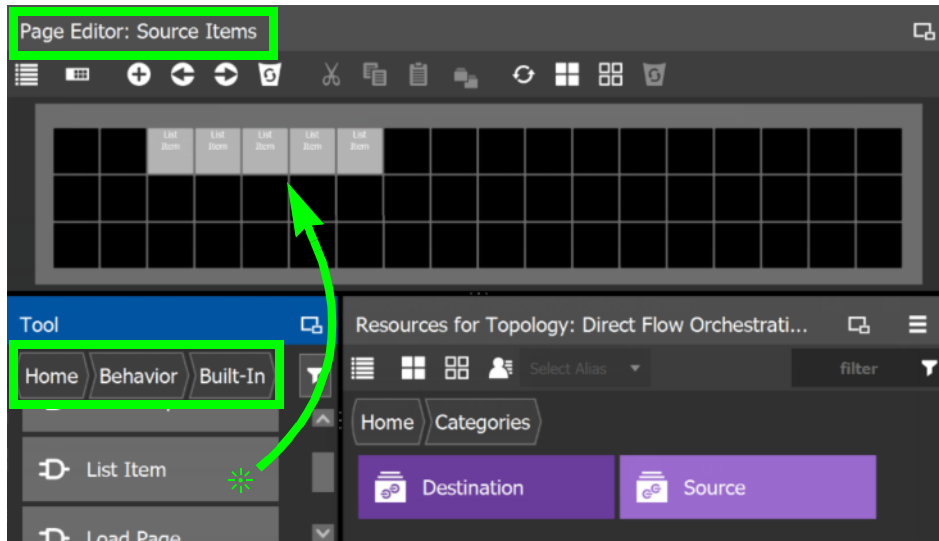 Page Editor: Source Items
List List List List List
Item Item Item Item Item
Tool
Resources for Topology: Direct Flow Orchestrati...
Home Behavior Built-In
Select Alias
filter
Home Categories
List Item
Destination
Source
Load Page